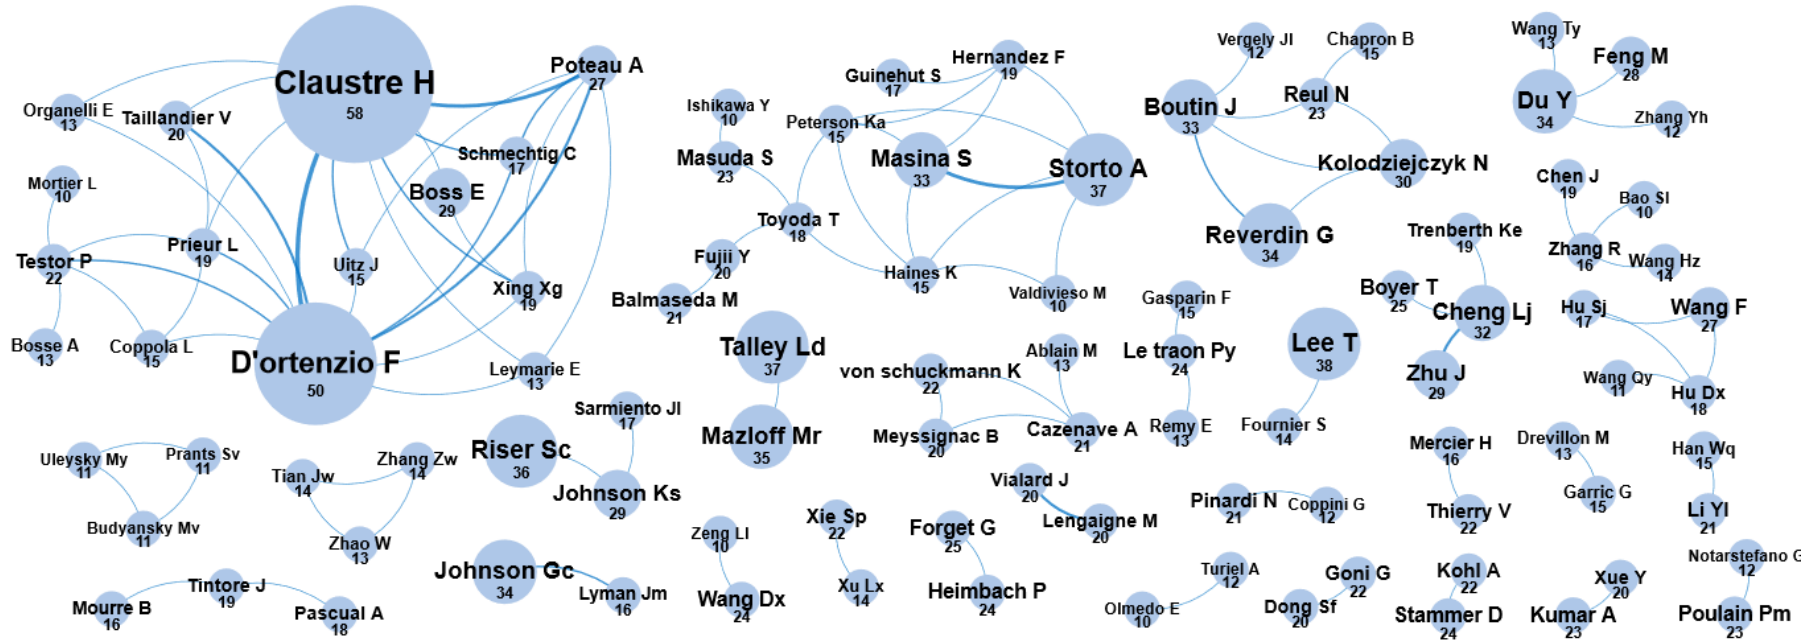 Claustre H
58
Poteau A
27
Organelli E
13
Taillandier V
20
Schmechtig C
17
Boss E
29
Mortier L
10
Prieur L
19
Testor P
22
Uitz J
15
Xing Xg
19
Bosse A
13
Coppola L
15
D'ortenzio F
50
Leymarie E
13
Hernandez F
19
Guinehut S
17
Ishikawa Y
10
Peterson Ka
15
Masuda S
23
Masina S
33
Storto A
37
Toyoda T
18
Fujii Y
20
Haines K
15
Balmaseda M
21
Valdivieso M
10
Vergely Jl
12
Chapron B
15
Boutin J
33
Reul N
23
Kolodziejczyk N
30
Reverdin G
34
Wang Ty
13
Feng M
28
Du Y
34
Zhang Yh
12
Chen J
19
Bao Sl
10
Trenberth Ke
19
Zhang R
16
Wang Hz
14
Boyer T
25
Cheng Lj
32
Hu Sj
17
Wang F
27
Zhu J
29
Wang Qy
11
Hu Dx
18
Talley Ld
37
Mazloff Mr
35
Gasparin F
15
Le traon Py
24
Remy E
13
Lee T
38
Fournier S
14
Ablain M
13
von schuckmann K
22
Meyssignac B
20
Cazenave A
21
Sarmiento Jl
17
Riser Sc
36
Johnson Ks
29
Uleysky My
11
Prants Sv
11
Budyansky Mv
11
Tian Jw
14
Zhang Zw
14
Zhao W
13
Vialard J
20
Lengaigne M
20
Pinardi N
21
Coppini G
12
Mercier H
16
Thierry V
22
Drevillon M
13
Garric G
15
Han Wq
15
Li Yl
21
Johnson Gc
34
Lyman Jm
16
Zeng Ll
10
Wang Dx
24
Xie Sp
22
Xu Lx
14
Forget G
25
Heimbach P
24
Turiel A
12
Olmedo E
10
Goni G
22
Dong Sf
20
Kohl A
22
Stammer D
24
Xue Y
20
Kumar A
23
Notarstefano G
12
Poulain Pm
23
Mourre B
16
Tintore J
19
Pascual A
18